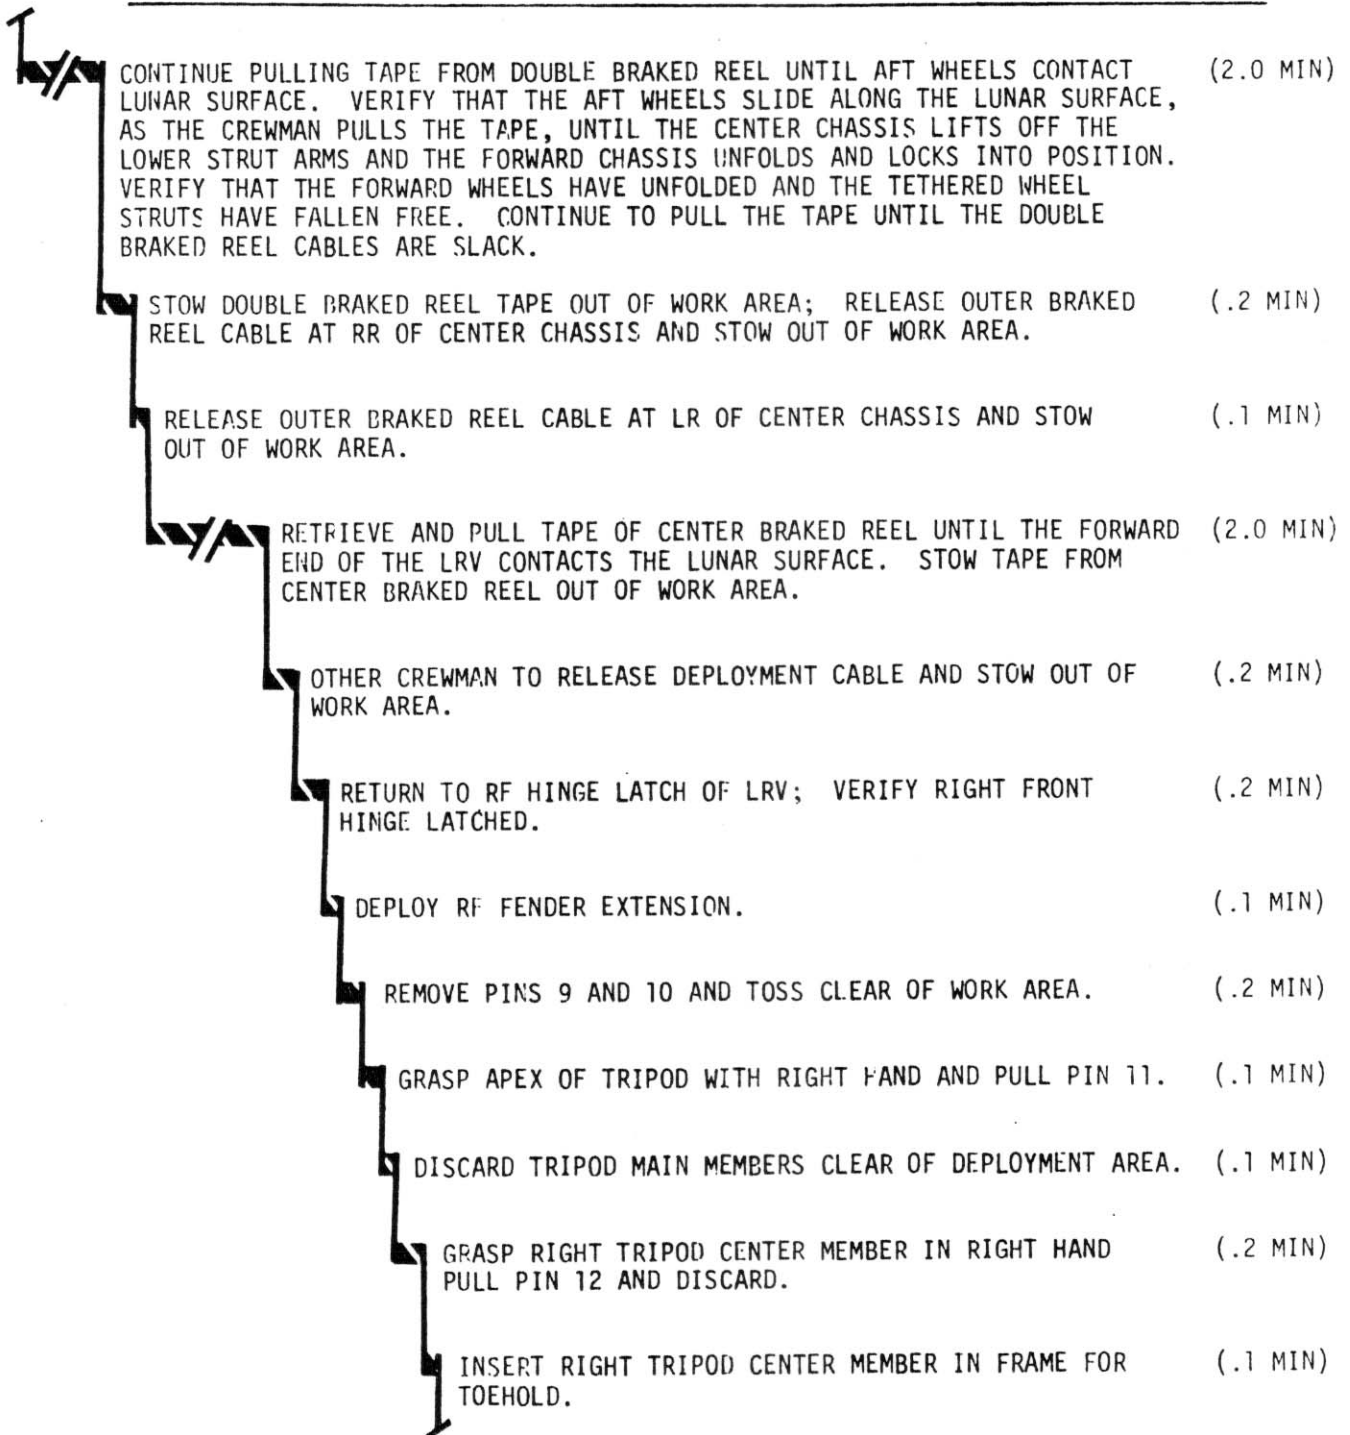 CONTINUE PULLING TAPE FROM DOUBLE BRAKED REEL UNTIL AFT WHEELS CONTACT (2.0 MIN)
LUNAR SURFACE. VERIFY THAT THE AFT WHEELS SLIDE ALONG THE LUNAR SURFACE,
AS THE CREWMAN PULLS THE TAPE, UNTIL THE CENTER CHASSIS LIFTS OFF THE
LOWER STRUT ARMS AND THE FORWARD CHASSIS UNFOLDS AND LOCKS INTO POSITION.
VERIFY THAT THE FORWARD WHEELS HAVE UNFOLDED AND THE TETHERED WHEEL
STRUTS HAVE FALLEN FREE. CONTINUE TO PULL THE TAPE UNTIL THE DOUBLE
BRAKED REEL CABLES ARE SLACK.
STOW DOUBLE BRAKED REEL TAPE OUT OF WORK AREA; RELEASE OUTER BRAKED (.2 MIN)
REEL CABLE AT RR OF CENTER CHASSIS AND STOW OUT OF WORK AREA.
RELEASE OUTER BRAKED REEL CABLE AT LR OF CENTER CHASSIS AND STOW (.1 MIN)
OUT OF WORK AREA.
RETRIEVE AND PULL TAPE OF CENTER BRAKED REEL UNTIL THE FORWARD (2.0 MIN)
END OF THE LRV CONTACTS THE LUNAR SURFACE. STOW TAPE FROM
CENTER BRAKED REEL OUT OF WORK AREA.
OTHER CREWMAN TO RELEASE DEPLOYMENT CABLE AND STOW OUT OF (.2 MIN)
WORK AREA.
RETURN TO RF HINGE LATCH OF LRV; VERIFY RIGHT FRONT (.2 MIN)
HINGE LATCHED.
DEPLOY RF FENDER EXTENSION. (.1 MIN)
REMOVE PINS 9 AND 10 AND TOSS CLEAR OF WORK AREA. (.2 MIN)
GRASP APEX OF TRIPOD WITH RIGHT HAND AND PULL PIN 11. (.1 MIN)
DISCARD TRIPOD MAIN MEMBERS CLEAR OF DEPLOYMENT AREA. (.1 MIN)
GRASP RIGHT TRIPOD CENTER MEMBER IN RIGHT HAND (.2 MIN)
PULL PIN 12 AND DISCARD.
INSERT RIGHT TRIPOD CENTER MEMBER IN FRAME FOR (.1 MIN)
TOEHOLD.